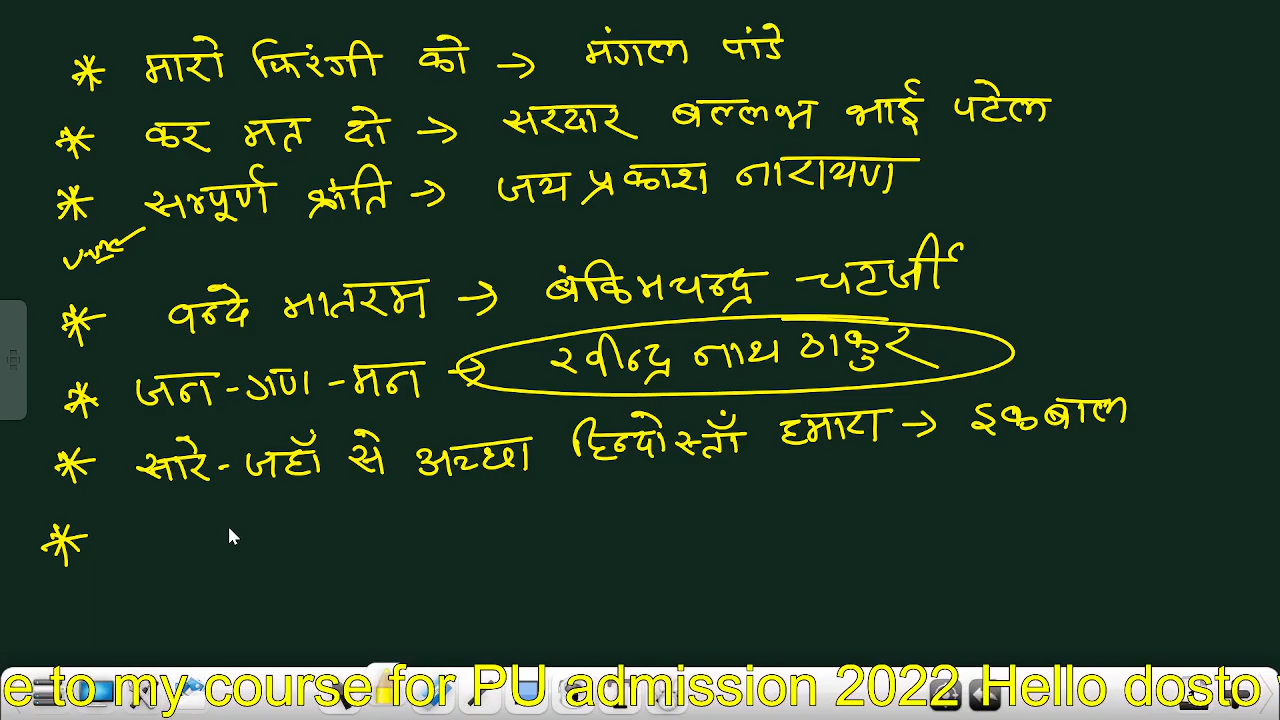 * मारो फिरंगी को → मंगल पांडे
* कर मत दो → सरदार बल्लभ भाई पटेल
* सम्पूर्ण क्रांति → जय प्रकाश नारायण
* वन्दे मातरम → बंकिमचन्द्र चटर्जी
* जन-गण-मन → रवीन्द्र नाथ ठाकुर
* सारे-जहाँ से अच्छा हिन्दोस्ताँ हमारा → इकबाल
*
e to my course for PU admission 2022 Hello dosto